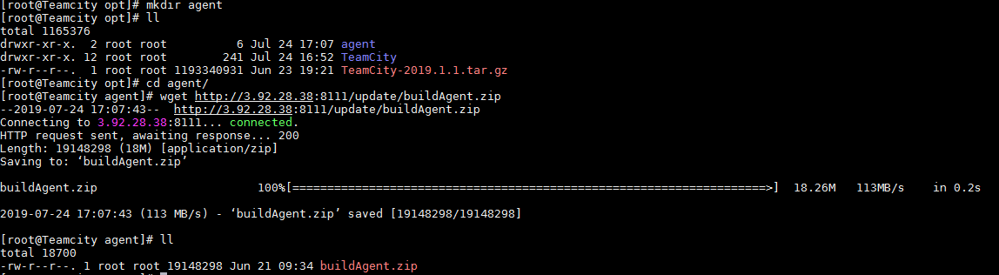 [root@Teamcity opt]# mkdir agent
[root@Teamcity opt]# ll
total 1165376
drwxr-xr-x.  2 root root          6 Jul 24 17:07 agent
drwxr-xr-x. 12 root root        241 Jul 24 16:52 TeamCity
-rw-r--r--.  1 root root 1193340931 Jun 23 19:21 TeamCity-2019.1.1.tar.gz
[root@Teamcity opt]# cd agent/
[root@Teamcity agent]# wget http://3.92.28.38:8111/update/buildAgent.zip
--2019-07-24 17:07:43--  http://3.92.28.38:8111/update/buildAgent.zip
Connecting to 3.92.28.38:8111... connected.
HTTP request sent, awaiting response... 200
Length: 19148298 (18M) [application/zip]
Saving to: ‘buildAgent.zip’
buildAgent.zip                       100%[=====================================================================>]  18.26M   113MB/s    in 0.2s
2019-07-24 17:07:43 (113 MB/s) - ‘buildAgent.zip’ saved [19148298/19148298]
[root@Teamcity agent]# ll
total 18700
-rw-r--r--. 1 root root 19148298 Jun 21 09:34 buildAgent.zip